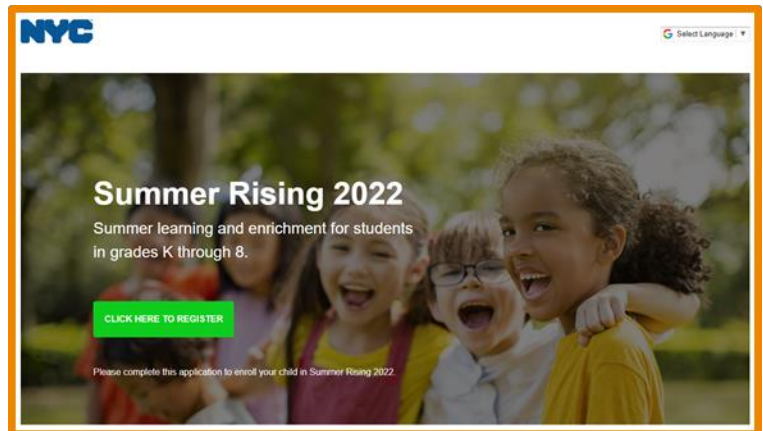 NYC
Select Language ▼
Summer Rising 2022
Summer learning and enrichment for students
in grades K through 8.
CLICK HERE TO REGISTER
Please complete this application to enroll your child in Summer Rising 2022.